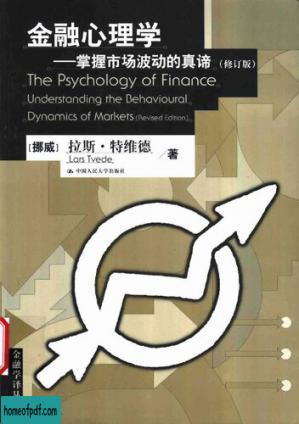 金融心理学
——掌握市场波动的真谛（修订版）
The Psychology of Finance
Understanding the Behavioural
Dynamics of Markets (Revised Edition)
[挪威] 拉斯·特维德 著
Lars Tvede
中国人民大学出版社
金融学译丛
homeofpdf.com